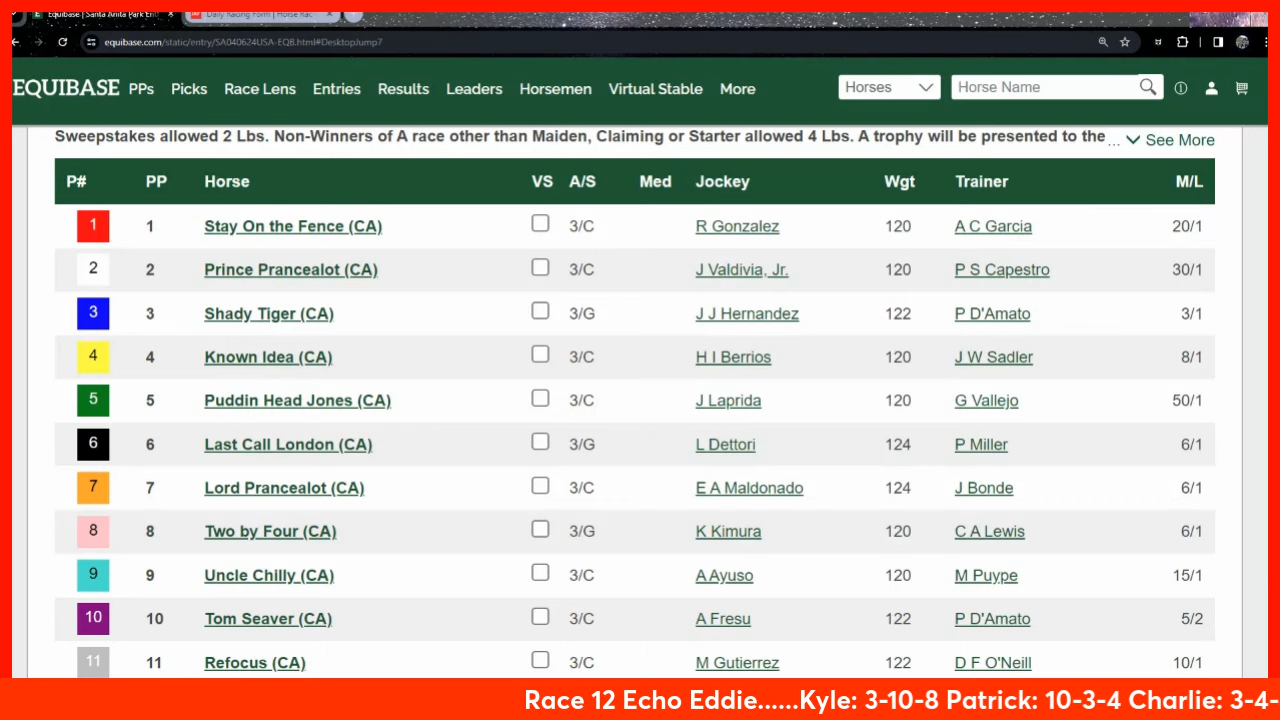 Equibase | Santa Anita Park Entr × Daily Racing Form | Horse Rac ×
equibase.com/static/entry/SA040624USA-EQB.html#DesktopJump7
EQUIBASE PPs Picks Race Lens Entries Results Leaders Horsemen Virtual Stable More Horses Horse Name
Sweepstakes allowed 2 Lbs. Non-Winners of A race other than Maiden, Claiming or Starter allowed 4 Lbs. A trophy will be presented to the ... See More
P# PP Horse VS A/S Med Jockey Wgt Trainer M/L
1 1 Stay On the Fence (CA) 3/C R Gonzalez 120 A C Garcia 20/1
2 2 Prince Prancealot (CA) 3/C J Valdivia, Jr. 120 P S Capestro 30/1
3 3 Shady Tiger (CA) 3/G J J Hernandez 122 P D'Amato 3/1
4 4 Known Idea (CA) 3/C H I Berrios 120 J W Sadler 8/1
5 5 Puddin Head Jones (CA) 3/C J Laprida 120 G Vallejo 50/1
6 6 Last Call London (CA) 3/G L Dettori 124 P Miller 6/1
7 7 Lord Prancealot (CA) 3/C E A Maldonado 124 J Bonde 6/1
8 8 Two by Four (CA) 3/G K Kimura 120 C A Lewis 6/1
9 9 Uncle Chilly (CA) 3/C A Ayuso 120 M Puype 15/1
10 10 Tom Seaver (CA) 3/C A Fresu 122 P D'Amato 5/2
11 11 Refocus (CA) 3/C M Gutierrez 122 D F O'Neill 10/1
Race 12 Echo Eddie......Kyle: 3-10-8 Patrick: 10-3-4 Charlie: 3-4-